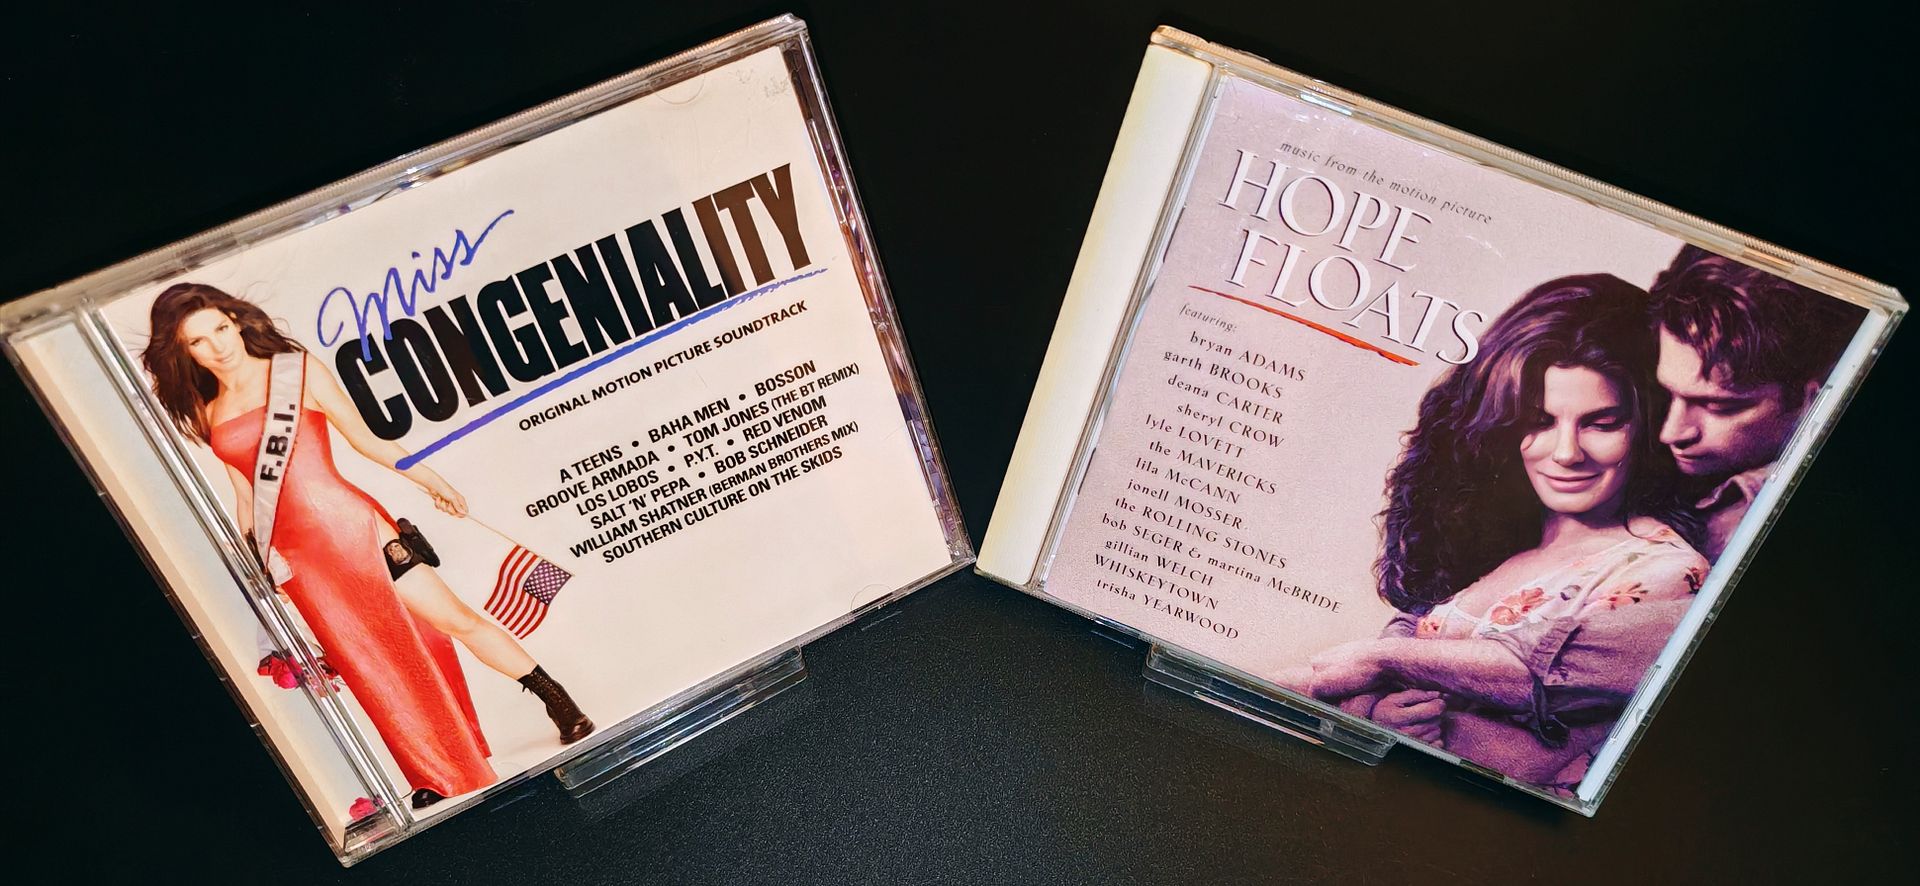 Miss
CONGENIALITY
ORIGINAL MOTION PICTURE SOUNDTRACK
A TEENS • BAHA MEN • BOSSON
GROOVE ARMADA • TOM JONES (THE BT REMIX)
LOS LOBOS • P.Y.T. • RED VENOM
SALT 'N' PEPA • BOB SCHNEIDER
WILLIAM SHATNER (BERMAN BROTHERS MIX)
SOUTHERN CULTURE ON THE SKIDS
F.B.I.
music from the motion picture
HOPE
FLOATS
featuring:
bryan ADAMS
garth BROOKS
deana CARTER
sheryl CROW
lyle LOVETT
the MAVERICKS
lila McCANN
jonell MOSSER
the ROLLING STONES
bob SEGER & martina McBRIDE
gillian WELCH
WHISKEYTOWN
trisha YEARWOOD